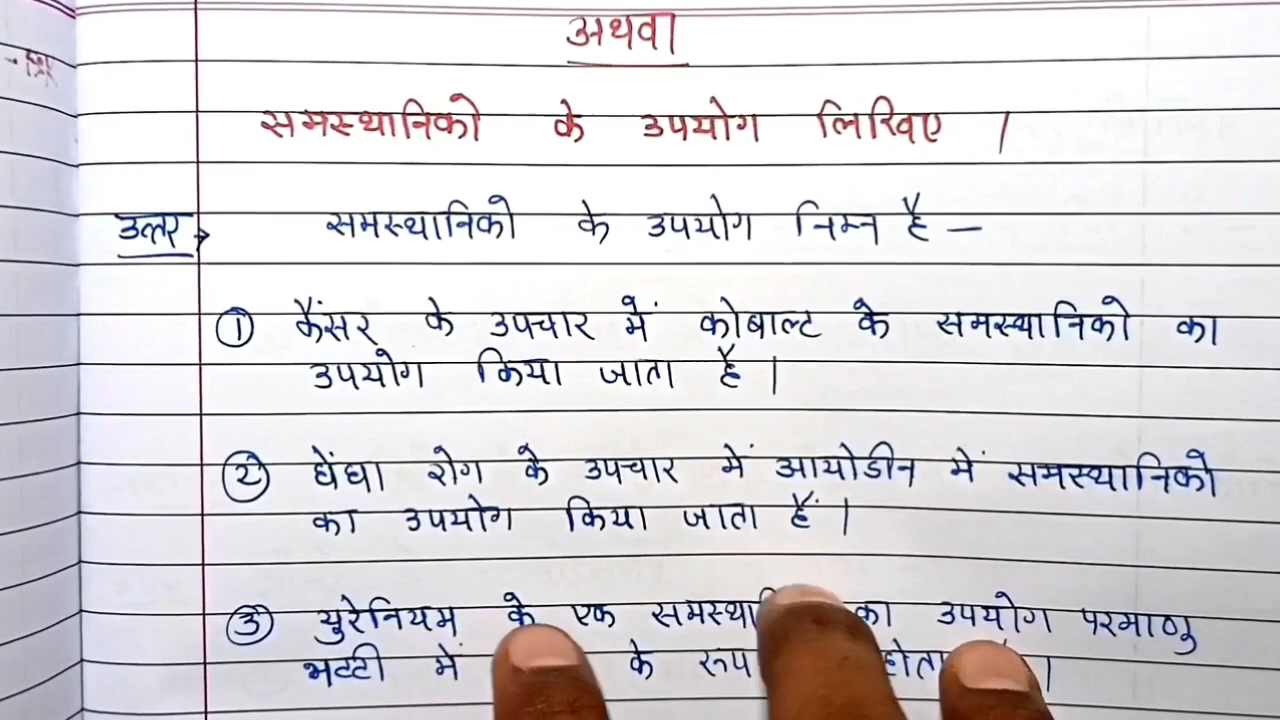 अथवा
समस्थानिको के उपयोग लिखिए ।
उत्तर → समस्थानिको के उपयोग निम्न है –
① कैंसर के उपचार में कोबाल्ट के समस्थानिको का
उपयोग किया जाता है ।
② घेंघा रोग के उपचार में आयोडीन में समस्थानिको
का उपयोग किया जाता हैं ।
③ युरेनियम के एक का उपयोग परमाणु
भट्टी में के रूप होता ।